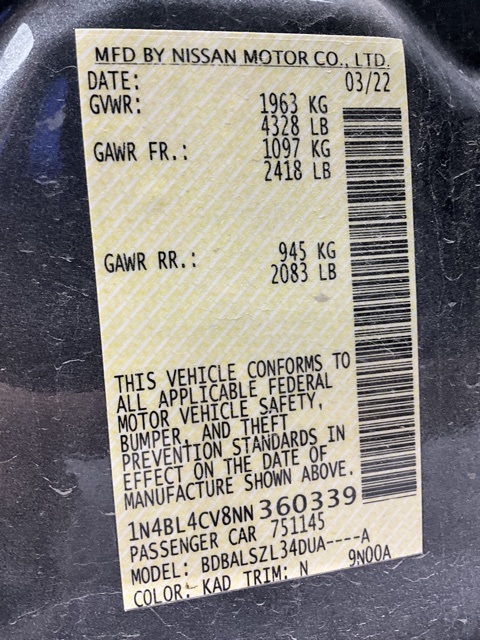 MFD BY NISSAN MOTOR CO., LTD.
DATE: 03/22
GVWR: 1963 KG
4328 LB
GAWR FR.: 1097 KG
2418 LB
GAWR RR.: 945 KG
2083 LB
THIS VEHICLE CONFORMS TO
ALL APPLICABLE FEDERAL
MOTOR VEHICLE SAFETY,
BUMPER, AND THEFT
PREVENTION STANDARDS IN
EFFECT ON THE DATE OF
MANUFACTURE SHOWN ABOVE.
1N4BL4CV8NN360339
PASSENGER CAR 751145
MODEL: BDBALSZL34DUA----A
COLOR: KAD TRIM: N 9N00A